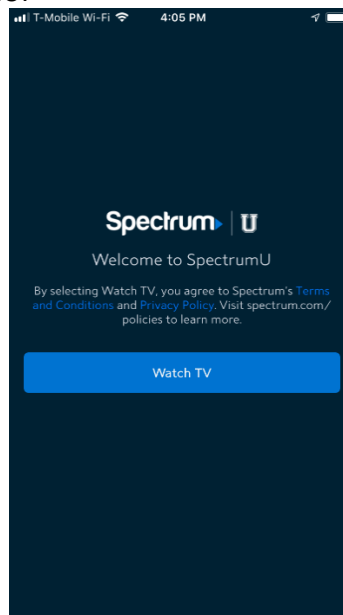 T-Mobile Wi-Fi 4:05 PM
Spectrum U
Welcome to SpectrumU
By selecting Watch TV, you agree to Spectrum's Terms
and Conditions and Privacy Policy. Visit spectrum.com/
policies to learn more.
Watch TV